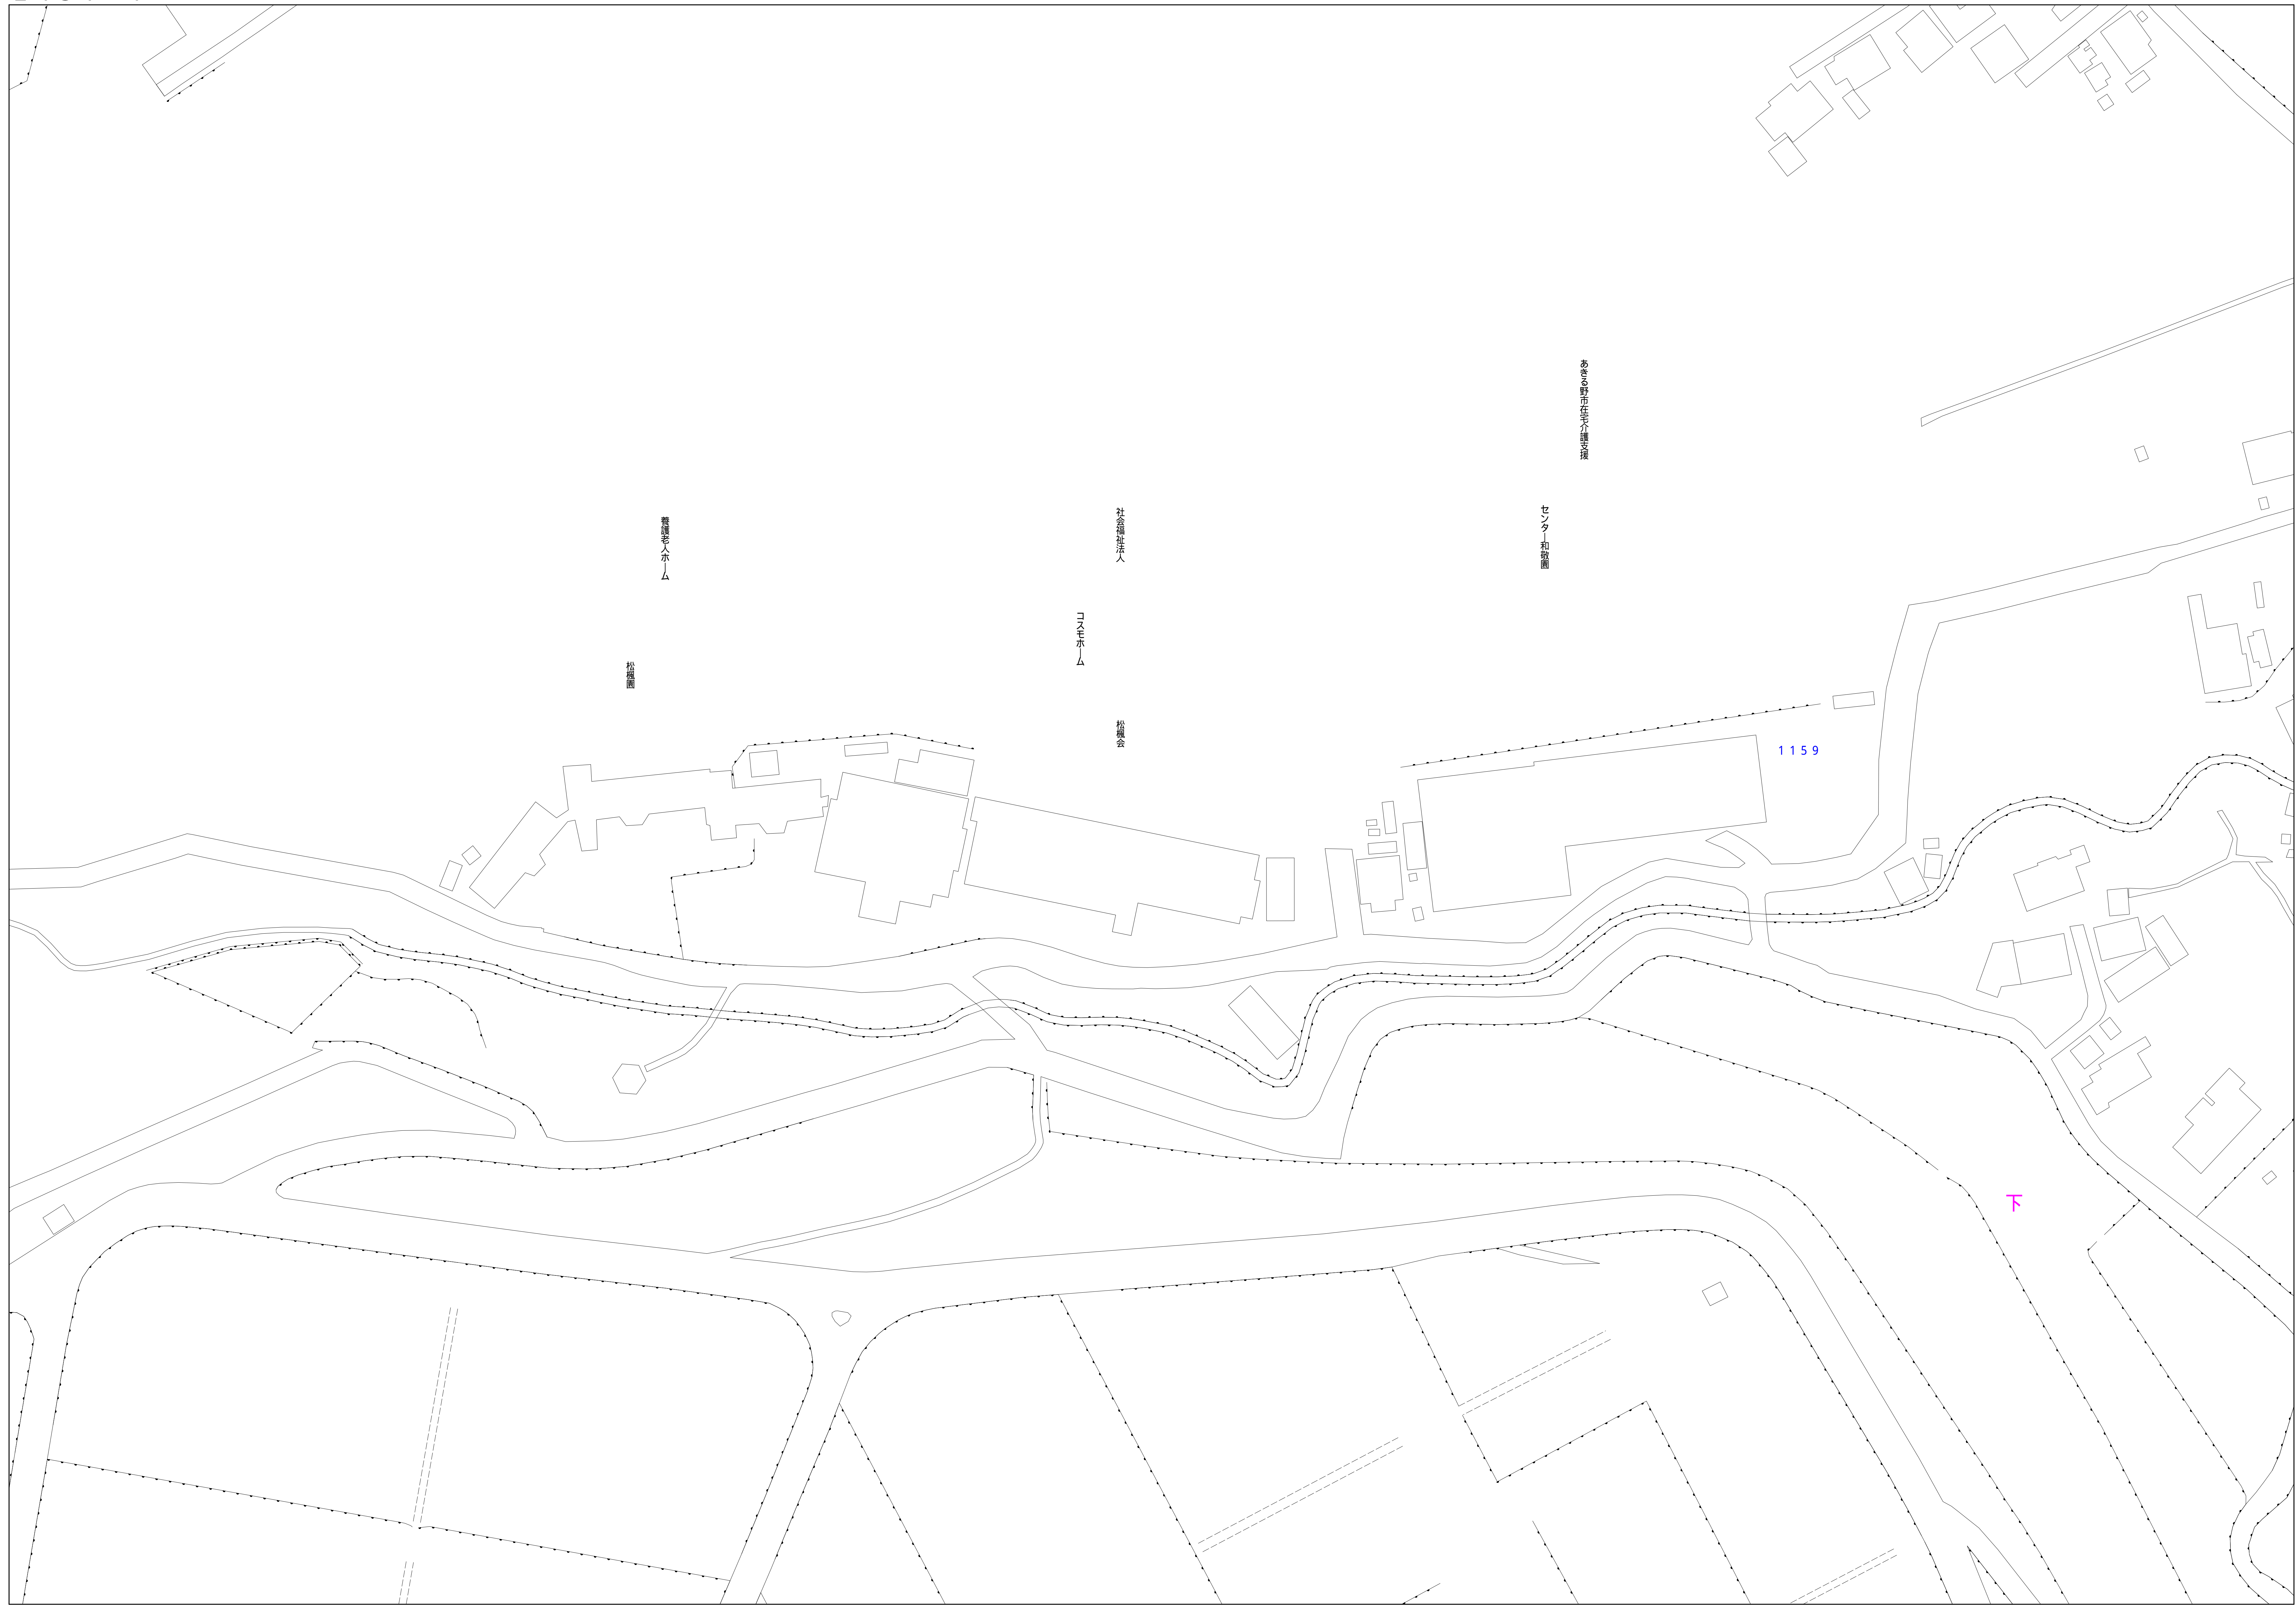 あきる野市在宅介護支援
センター和敬園
社会福祉法人
養護老人ホーム
コスモホーム
松楓園
松楓会
1159
下